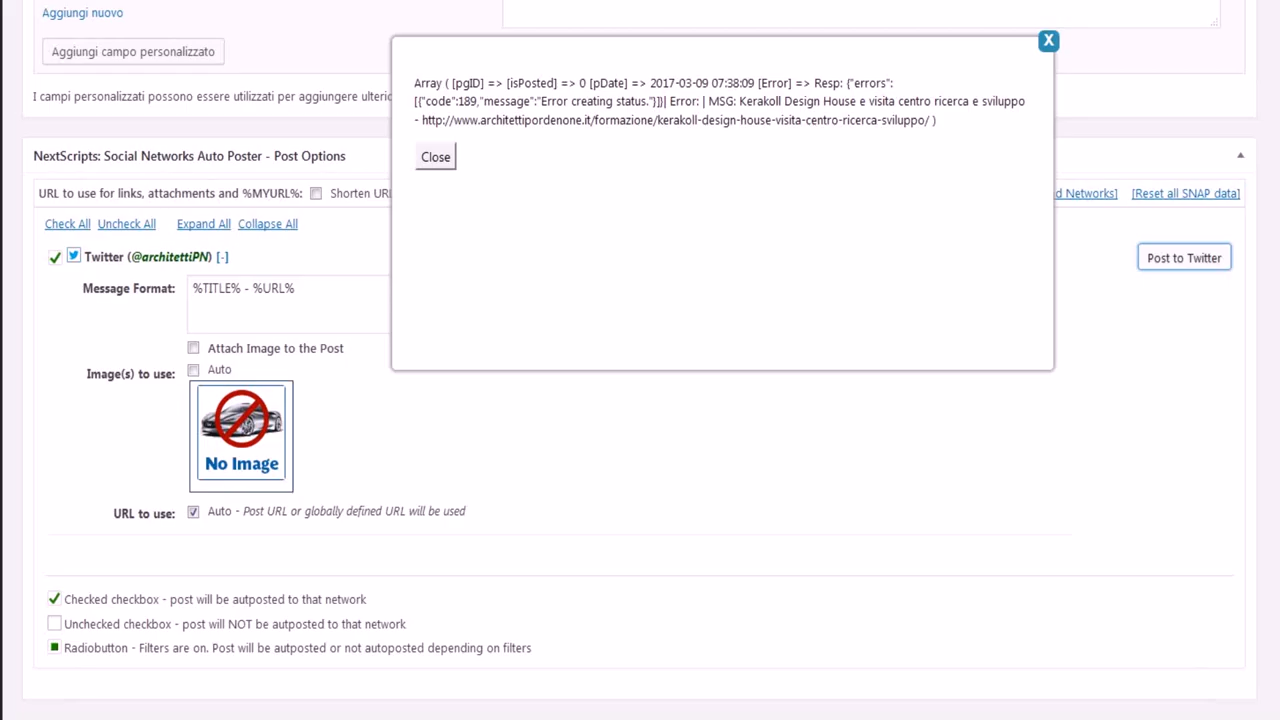 Aggiungi nuovo
Aggiungi campo personalizzato
X
Array ( [pgID] => [isPosted] => 0 [pDate] => 2017-03-09 07:38:09 [Error] => Resp: {"errors":
[{"code":189,"message":"Error creating status."}]}| Error: | MSG: Kerakoll Design House e visita centro ricerca e sviluppo
- http://www.architettipordenone.it/formazione/kerakoll-design-house-visita-centro-ricerca-sviluppo/ )
Close
I campi personalizzati possono essere utilizzati per aggiungere ulterio
NextScripts: Social Networks Auto Poster - Post Options
URL to use for links, attachments and %MYURL%: Shorten URL d Networks] [Reset all SNAP data]
Check All Uncheck All Expand All Collapse All
Twitter (@architettiPN) [-] Post to Twitter
Message Format: %TITLE% - %URL%
Attach Image to the Post
Image(s) to use: Auto
No Image
URL to use: Auto - Post URL or globally defined URL will be used
Checked checkbox - post will be autposted to that network
Unchecked checkbox - post will NOT be autposted to that network
Radiobutton - Filters are on. Post will be autposted or not autoposted depending on filters